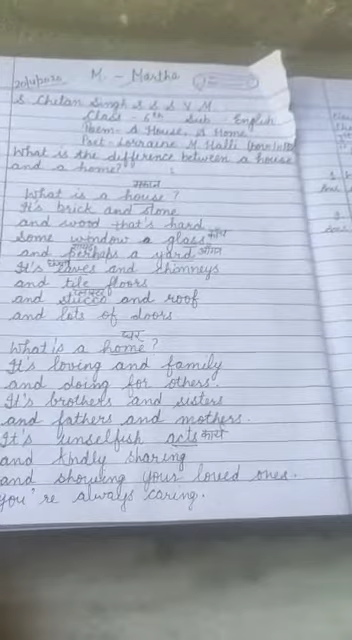 20/4/2020 M. - Martha
S. Chetan Singh S S S V M
Class - 6th Sub - English
Poem - A House, A Home
Poet - Lorraine M. Halli
What is the difference between a house
and a home?
मकान
What is a house?
It's brick and stone
and wood that's hard
काँच
Some window a glass
शायद
and perhaps a yard आँगन
It's eaves and chimneys
and tile floors
and stucco and roof
and lots of doors
घर
What is a home?
It's loving and family
and doing for others.
It's brothers and sisters
and fathers and mothers.
It's unselfish acts कार्य
and kindly sharing
and showing your loved ones.
you're always caring.